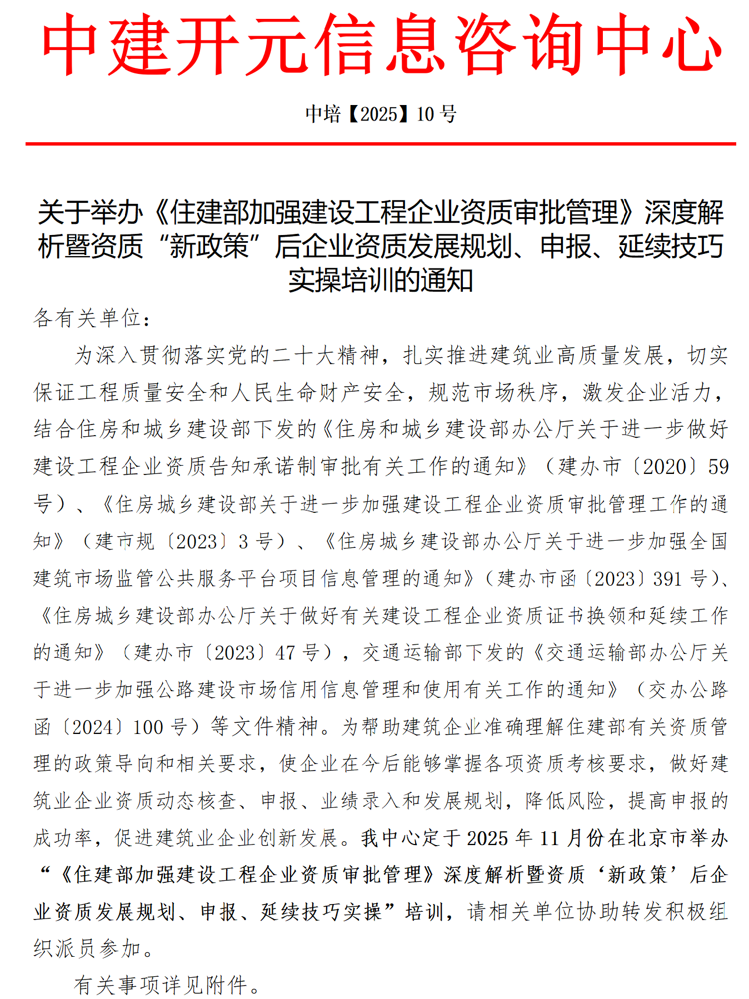 中建开元信息咨询中心
中培【2025】10 号
关于举办《住建部加强建设工程企业资质审批管理》深度解
析暨资质“新政策”后企业资质发展规划、申报、延续技巧
实操培训的通知
各有关单位：
为深入贯彻落实党的二十大精神，扎实推进建筑业高质量发展，切实
保证工程质量安全和人民生命财产安全，规范市场秩序，激发企业活力，
结合住房和城乡建设部下发的《住房和城乡建设部办公厅关于进一步做好
建设工程企业资质告知承诺制审批有关工作的通知》（建办市〔2020〕59
号）、《住房城乡建设部关于进一步加强建设工程企业资质审批管理工作的通
知》（建市规〔2023〕3 号）、《住房城乡建设部办公厅关于进一步加强全国
建筑市场监管公共服务平台项目信息管理的通知》（建办市函〔2023〕391 号）、
《住房城乡建设部办公厅关于做好有关建设工程企业资质证书换领和延续工作
的通知》（建办市〔2023〕47 号），交通运输部下发的《交通运输部办公厅关
于进一步加强公路建设市场信用信息管理和使用有关工作的通知》（交办公路
函〔2024〕100 号）等文件精神。为帮助建筑企业准确理解住建部有关资质管
理的政策导向和相关要求，使企业在今后能够掌握各项资质考核要求，做好建
筑业企业资质动态核查、申报、业绩录入和发展规划，降低风险，提高申报的
成功率，促进建筑业企业创新发展。我中心定于 2025 年 11 月份在北京市举办
“《住建部加强建设工程企业资质审批管理》深度解析暨资质‘新政策’后企
业资质发展规划、申报、延续技巧实操”培训，请相关单位协助转发积极组
织派员参加。
有关事项详见附件。